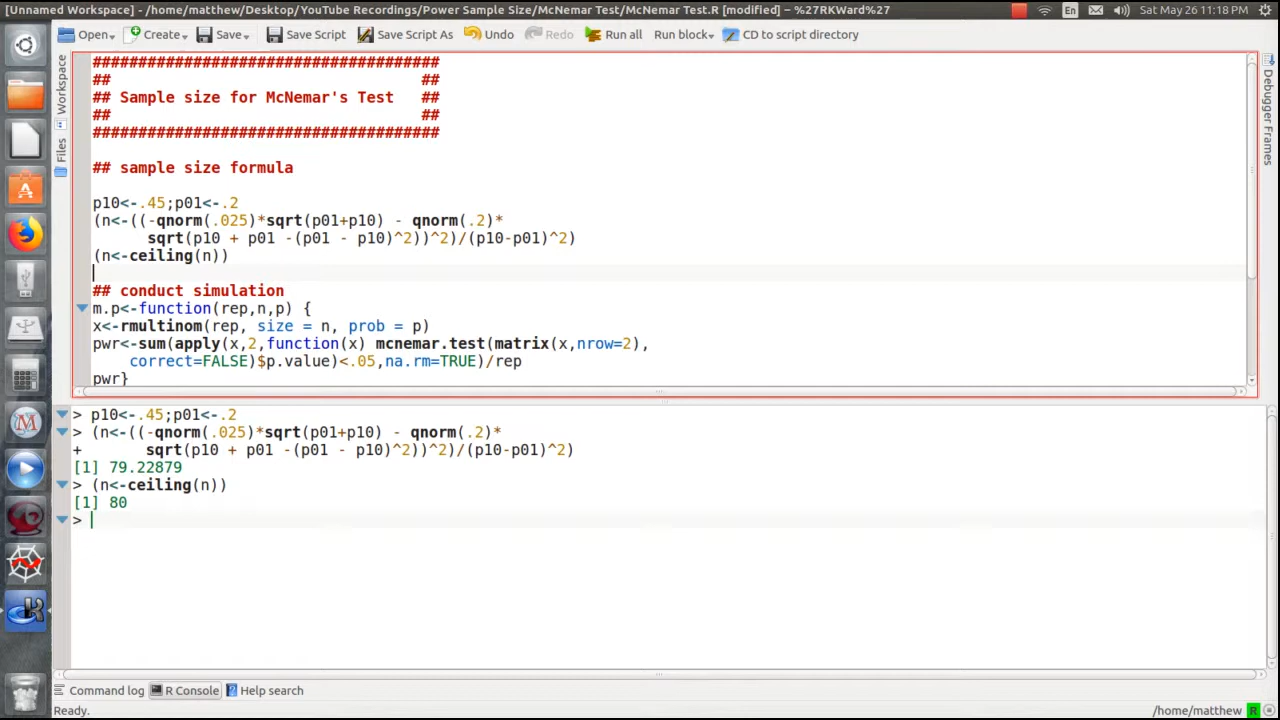 [Unnamed Workspace] - /home/matthew/Desktop/YouTube Recordings/Power Sample Size/McNemar Test/McNemar Test.R [modified] – %27RKWard%27
En
Sat May 26 11:18 PM
Open
Create
Save
Save Script
Save Script As
Undo
Redo
Run all
Run block
CD to script directory
Workspace
Files
Debugger Frames
######################################
## ##
## Sample size for McNemar's Test ##
## ##
######################################
## sample size formula
p10<-.45;p01<-.2
(n<-((-qnorm(.025)*sqrt(p01+p10) - qnorm(.2)*
sqrt(p10 + p01 -(p01 - p10)^2))^2)/(p10-p01)^2)
(n<-ceiling(n))
## conduct simulation
m.p<-function(rep,n,p) {
x<-rmultinom(rep, size = n, prob = p)
pwr<-sum(apply(x,2,function(x) mcnemar.test(matrix(x,nrow=2),
correct=FALSE)$p.value)<.05,na.rm=TRUE)/rep
pwr}
> p10<-.45;p01<-.2
> (n<-((-qnorm(.025)*sqrt(p01+p10) - qnorm(.2)*
+ sqrt(p10 + p01 -(p01 - p10)^2))^2)/(p10-p01)^2)
[1] 79.22879
> (n<-ceiling(n))
[1] 80
>
Command log
R Console
Help search
Ready.
/home/matthew
R